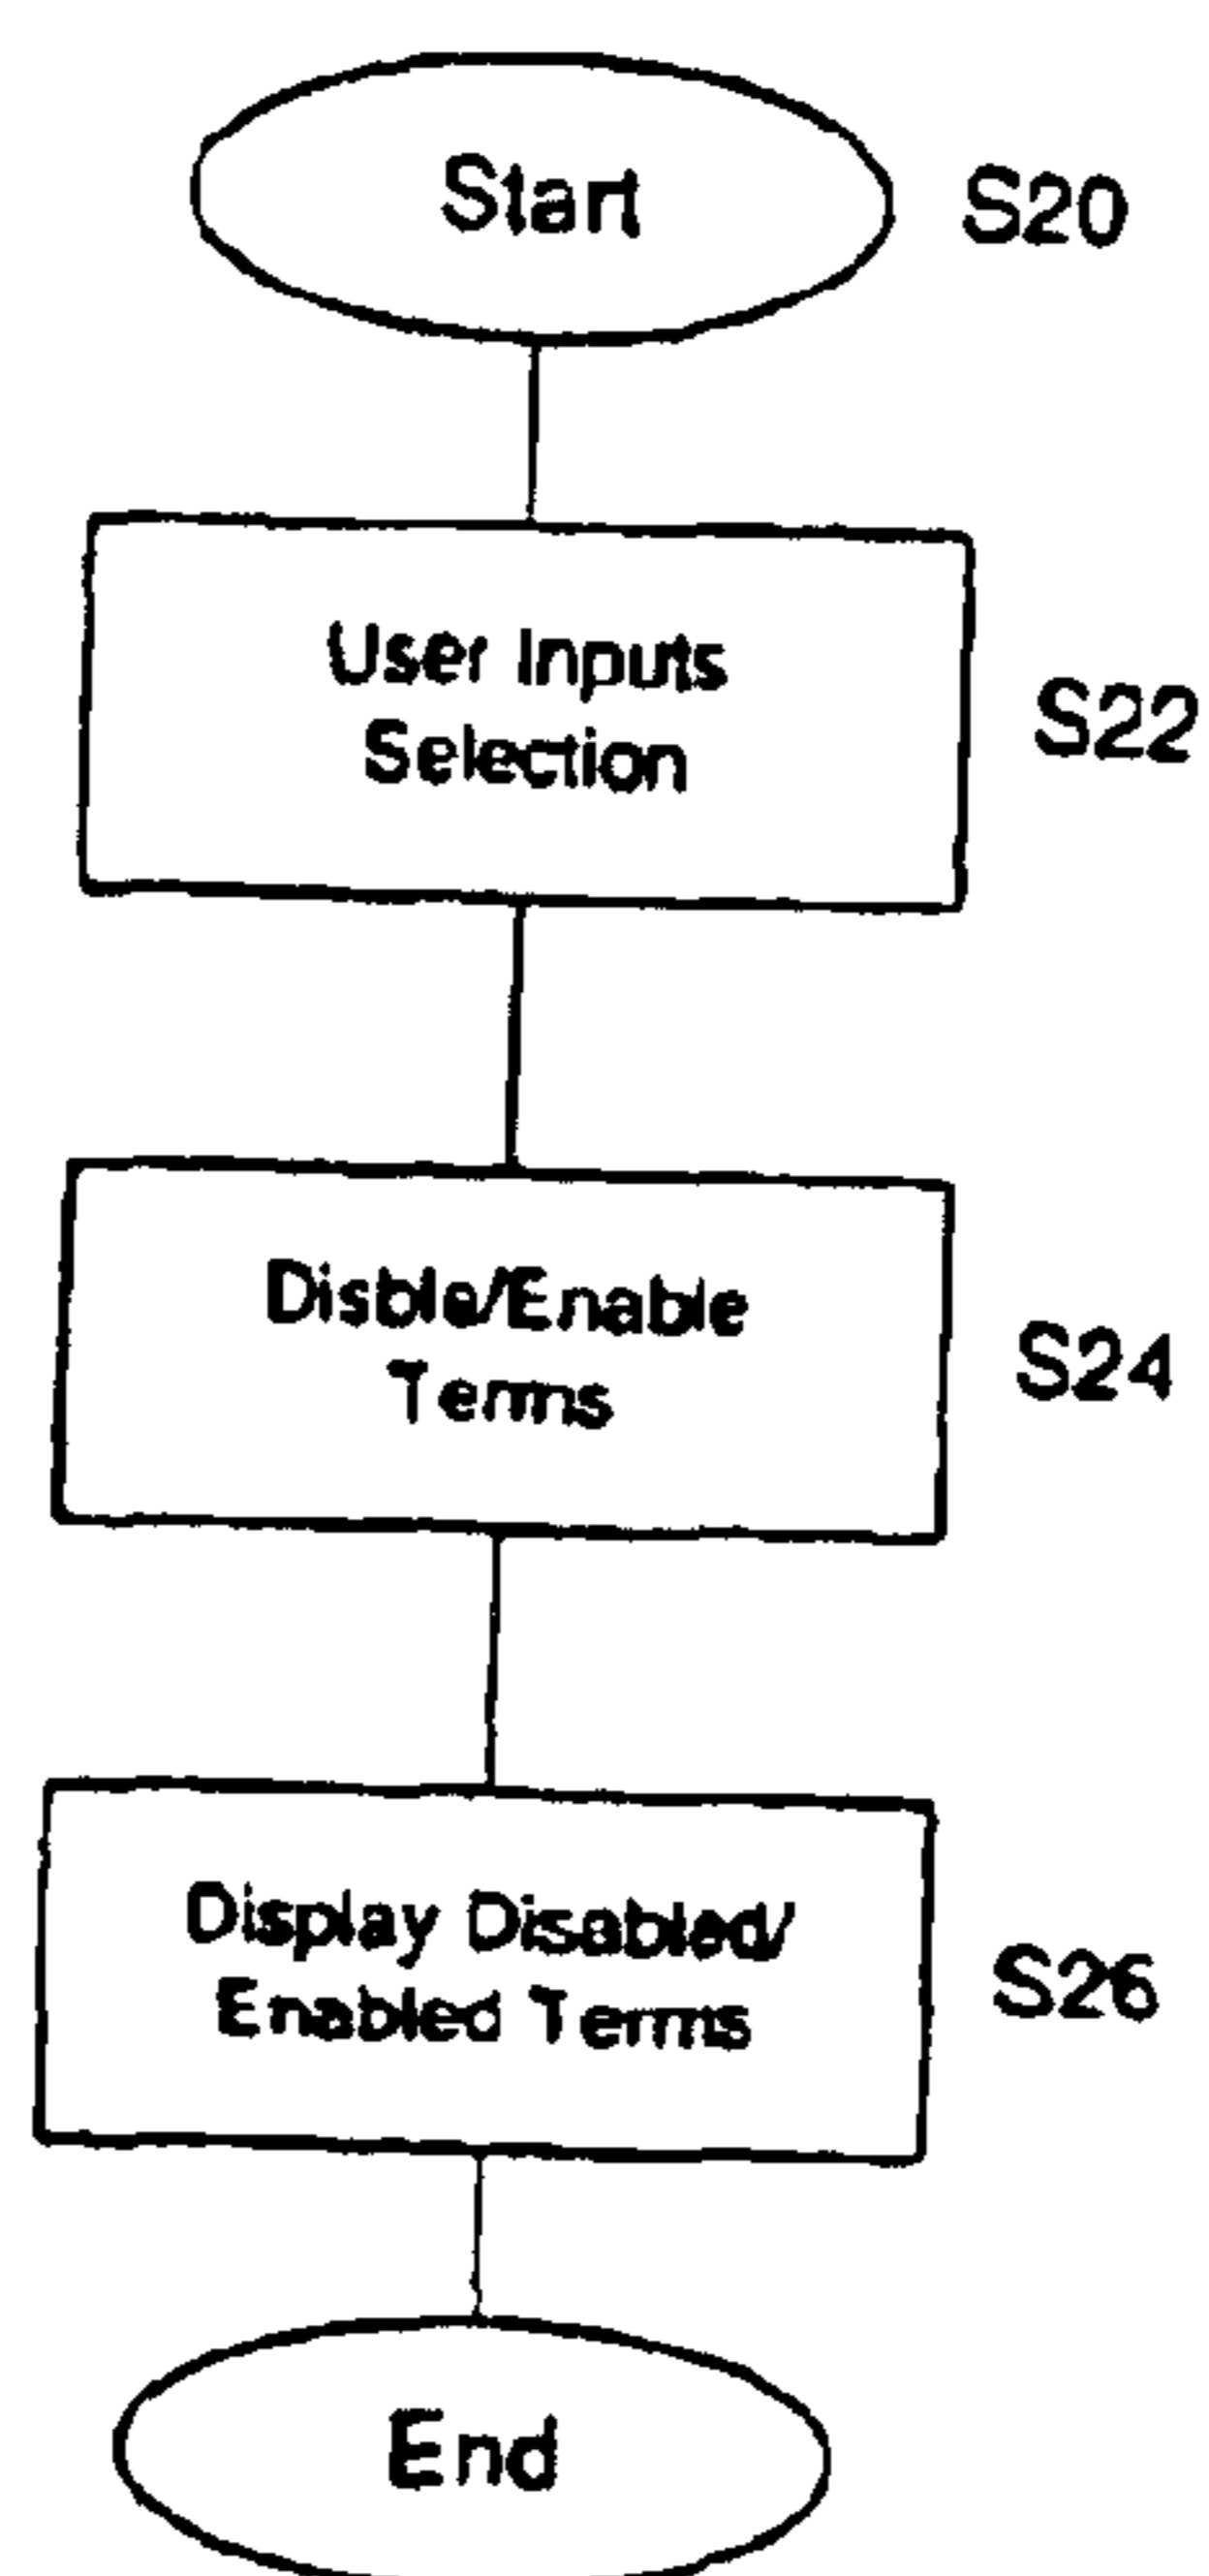 Start
S20
User Inputs
Selection
S22
Disble/Enable
Terms
S24
Display Disabled/
Enabled Terms
S26
End